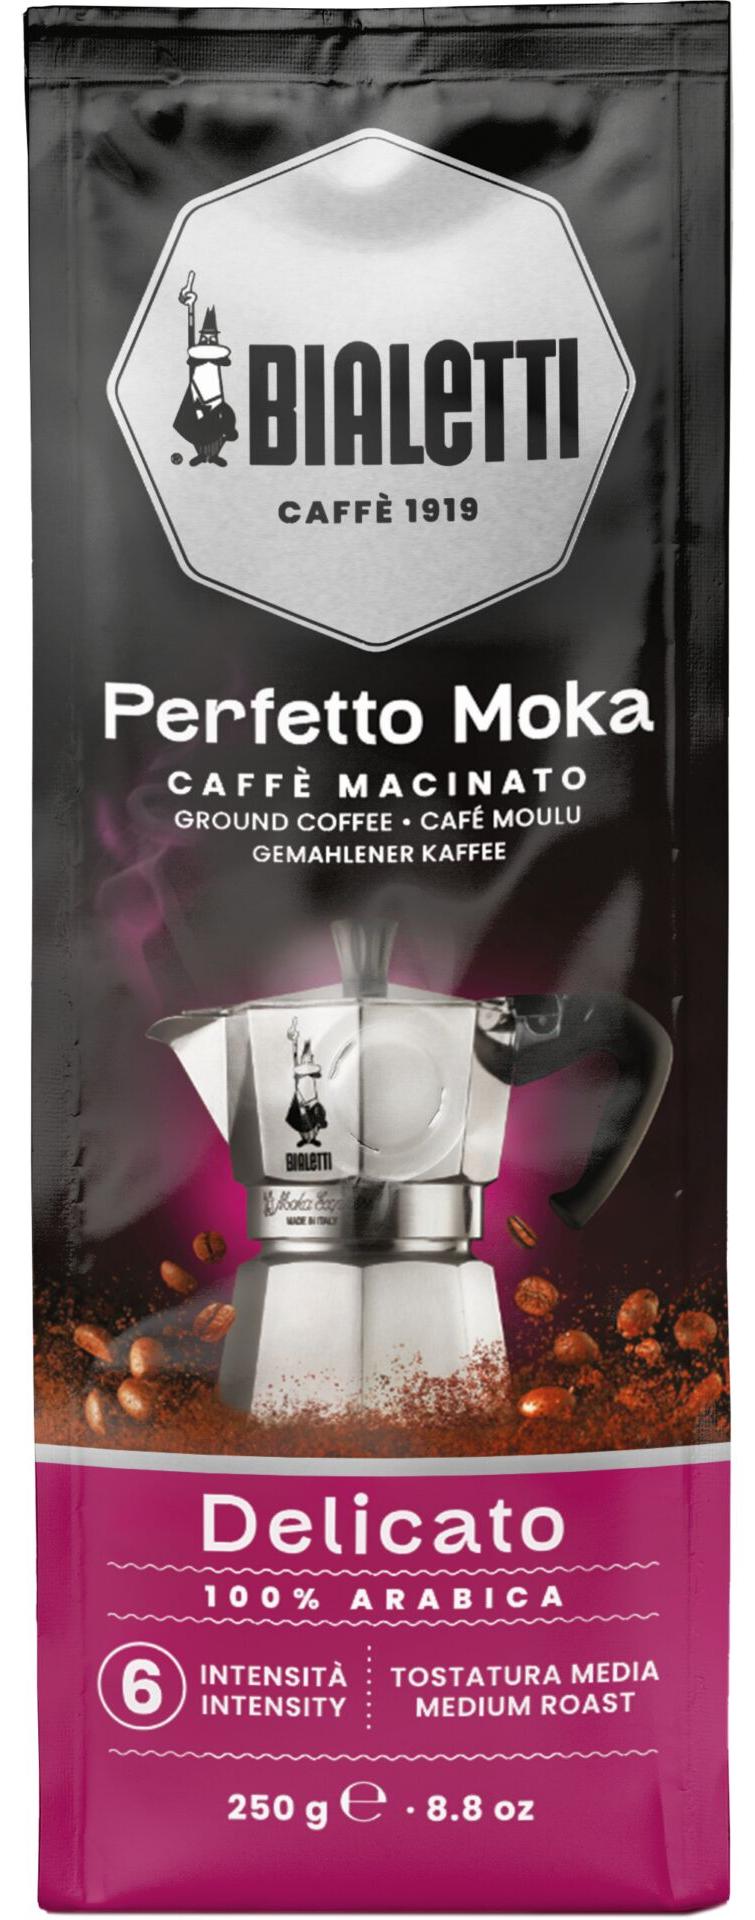 BIALETTI
CAFFÈ 1919
Perfetto Moka
CAFFÈ MACINATO
GROUND COFFEE • CAFÉ MOULU
GEMAHLENER KAFFEE
BIALETTI
Moka
MADE IN ITALY
Delicato
100% ARABICA
6 INTENSITÀ TOSTATURA MEDIA
INTENSITY MEDIUM ROAST
250 g ℮ · 8.8 oz